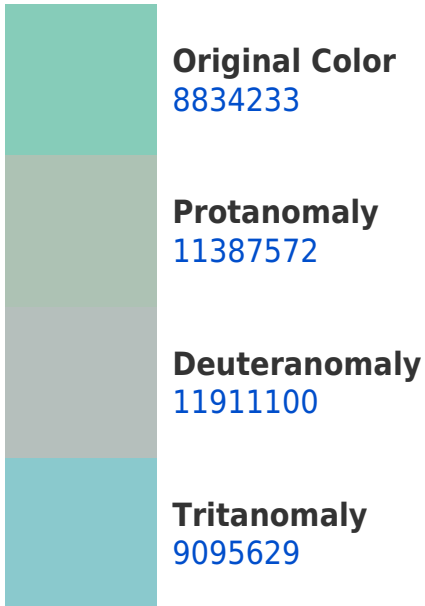 Original Color
8834233
Protanomaly
11387572
Deuteranomaly
11911100
Tritanomaly
9095629